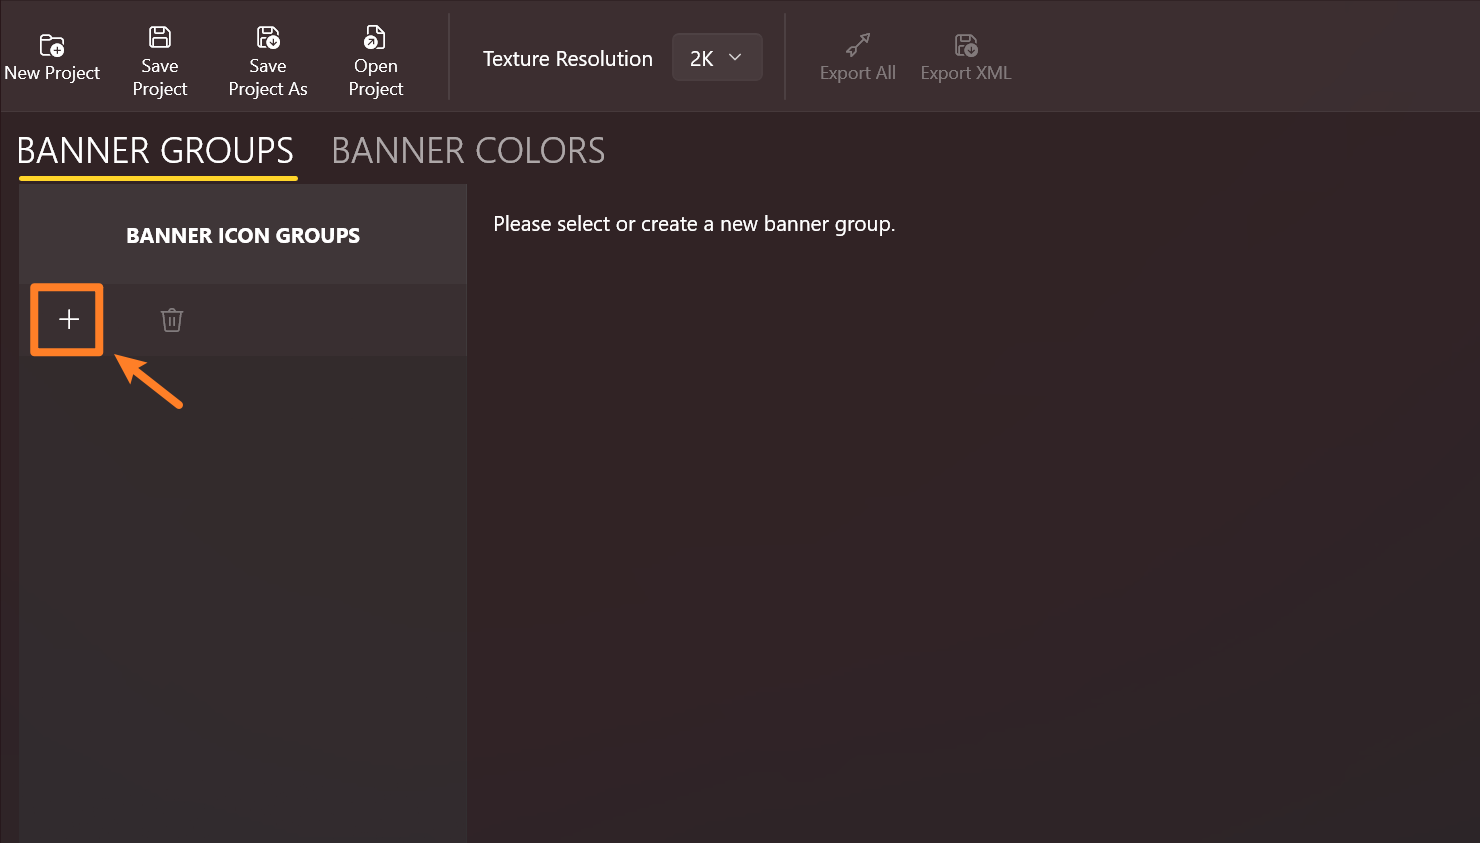 New Project
Save
Project
Save
Project As
Open
Project
Texture Resolution
2K
Export All
Export XML
BANNER GROUPS
BANNER COLORS
BANNER ICON GROUPS
Please select or create a new banner group.